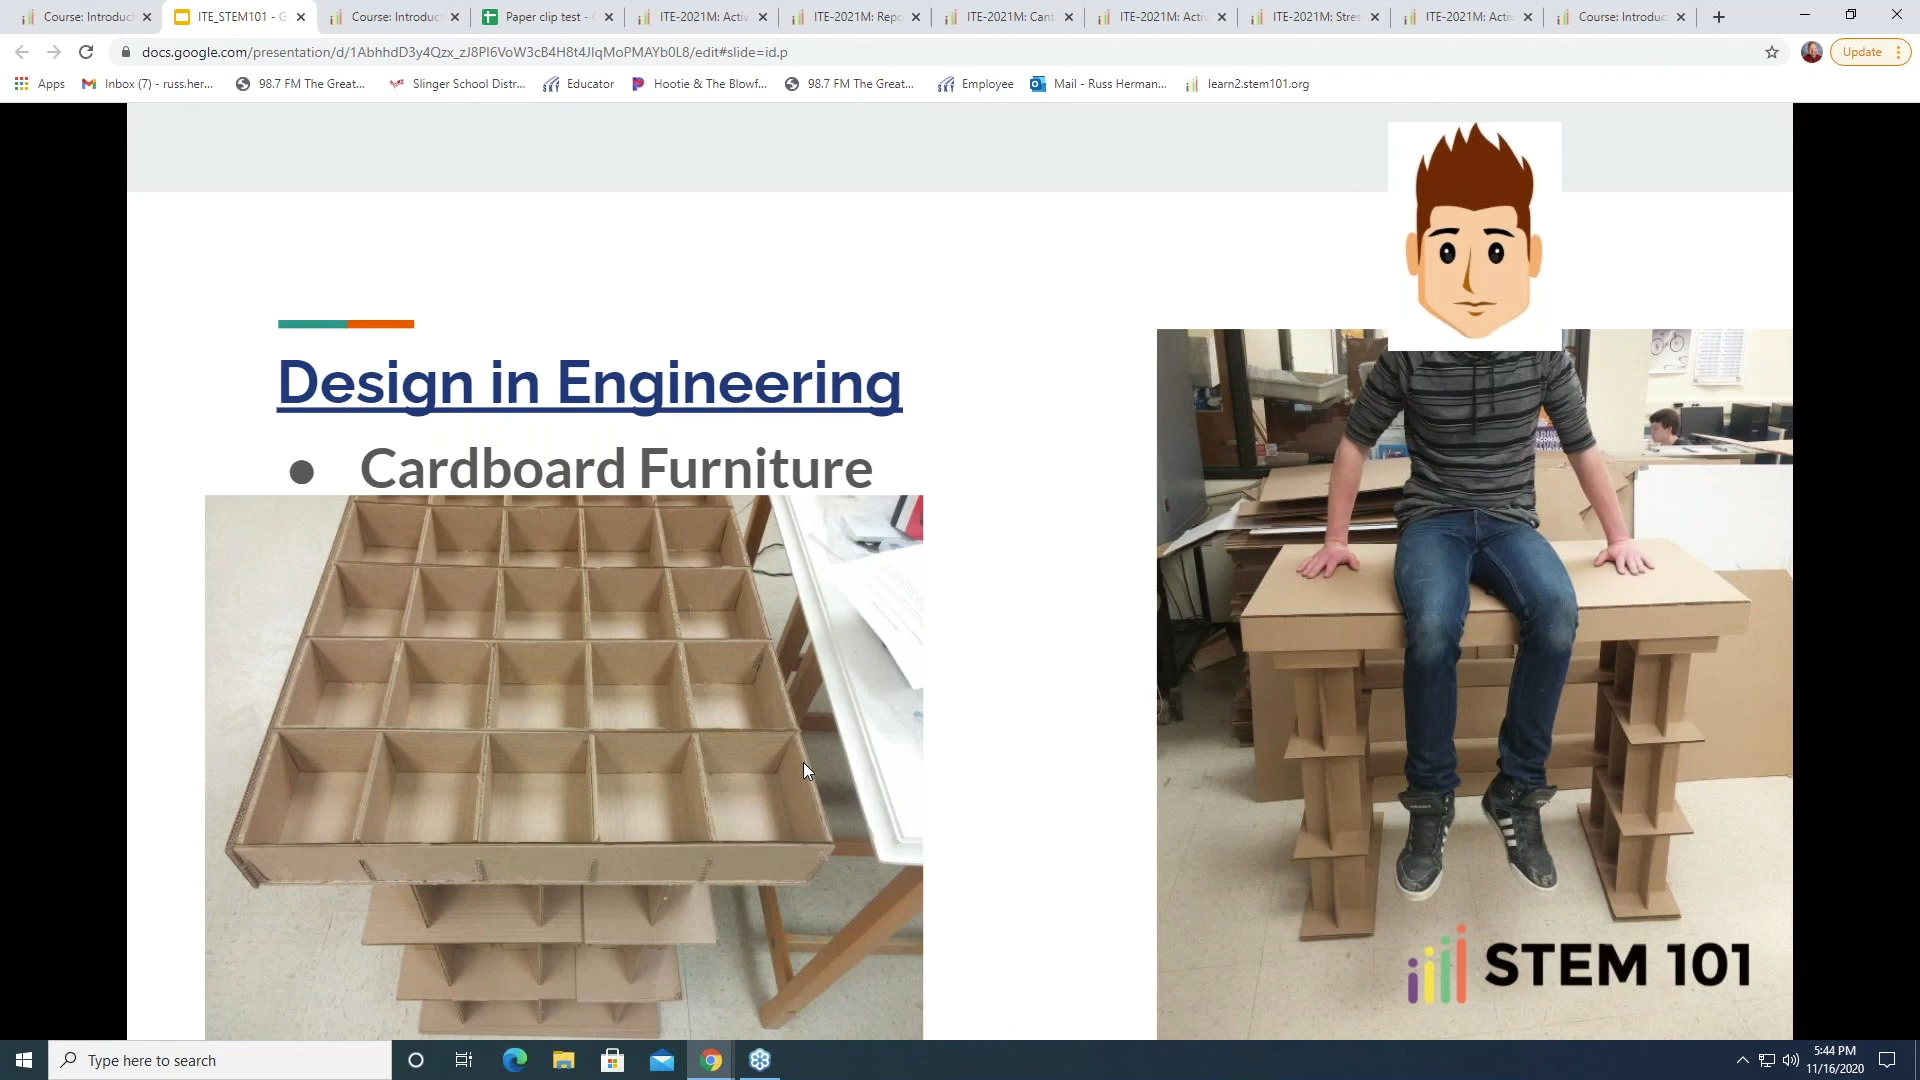 Course: Introduc
ITE_STEM101 - G
Course: Introduc
Paper clip test -
ITE-2021M: Activ
ITE-2021M: Repo
ITE-2021M: Cant
ITE-2021M: Activ
ITE-2021M: Stres
ITE-2021M: Activ
Course: Introduc
docs.google.com/presentation/d/1AbhhdD3y4Qzx_zJ8PI6VoW3cB4H8t4JIqMoPMAYb0L8/edit#slide=id.p
Update
Apps
Inbox (7) - russ.her...
98.7 FM The Great...
Slinger School Distr...
Educator
Hootie & The Blowf...
98.7 FM The Great...
Employee
Mail - Russ Herman...
learn2.stem101.org
Design in Engineering
● Cardboard Furniture
STEM 101
Type here to search
5:44 PM
11/16/2020